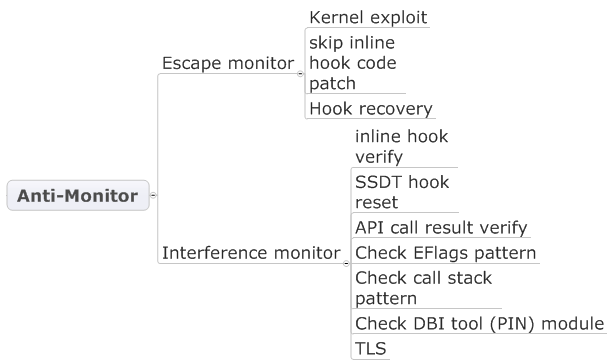 Kernel exploit
skip inline
hook code
patch
Escape monitor
Hook recovery
inline hook
verify
SSDT hook
reset
Anti-Monitor
API call result verify
Interference monitor
Check EFlags pattern
Check call stack
pattern
Check DBI tool (PIN) module
TLS